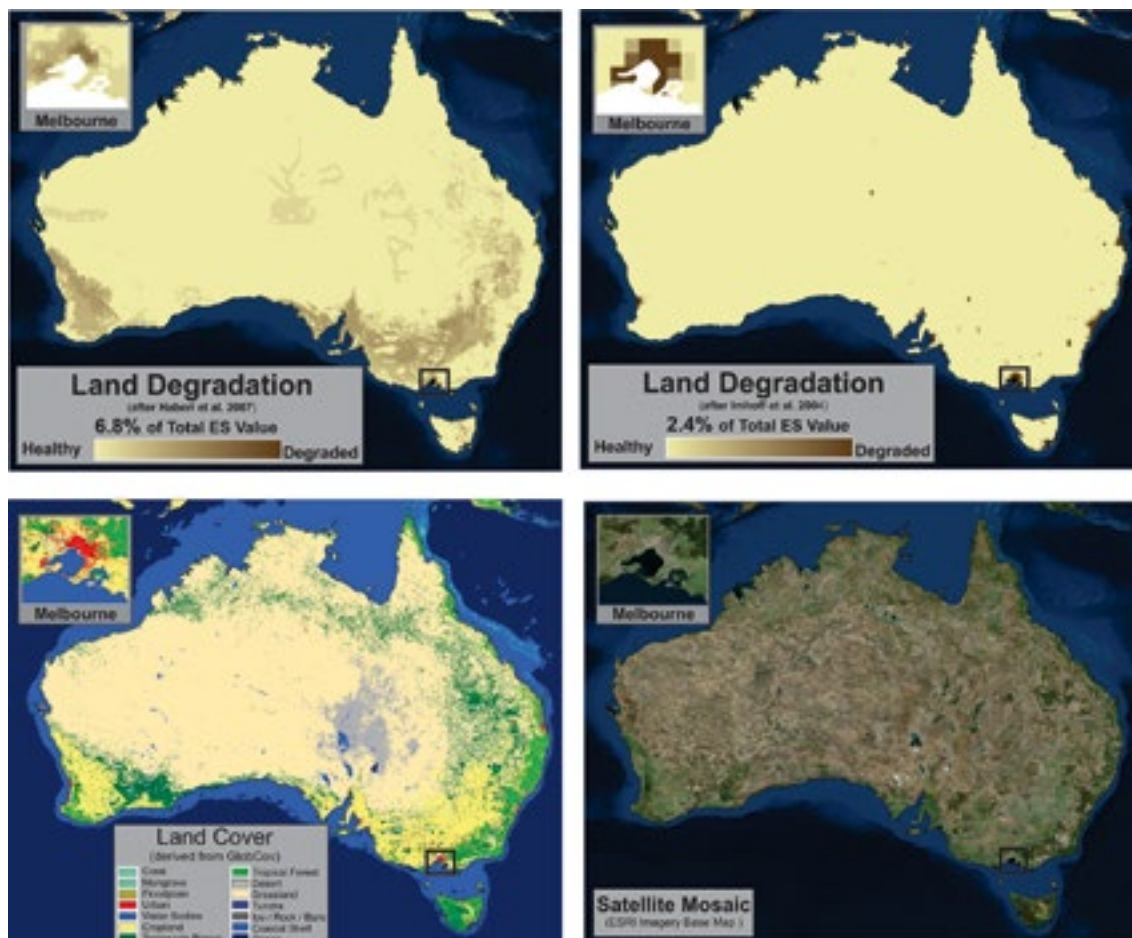 Melbourne
Land Degradation
(after Haberl et al. 2007)
6.8% of Total ES Value
Healthy
Degraded
Melbourne
Land Degradation
(after Imhoff et al. 2004)
2.4% of Total ES Value
Healthy
Degraded
Melbourne
Land Cover
(derived from GlobCov)
Mangrove
Floodplain
Urban
Water Bodies
Cropland
Tropical Forest
Desert
Grassland
Tundra
Ice / Rock / Bare
Coastal Shelf
Melbourne
Satellite Mosaic
(ESRI Imagery Base Map )